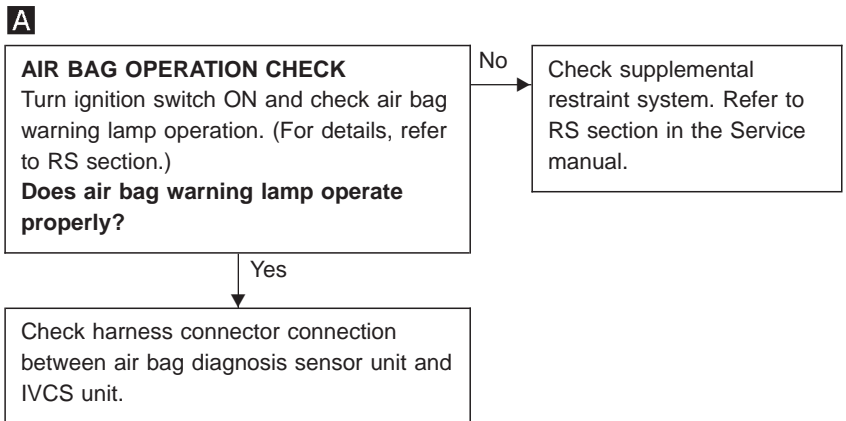 A
AIR BAG OPERATION CHECK
Turn ignition switch ON and check air bag
warning lamp operation. (For details, refer
to RS section.)
Does air bag warning lamp operate
properly?
No
Check supplemental
restraint system. Refer to
RS section in the Service
manual.
Yes
Check harness connector connection
between air bag diagnosis sensor unit and
IVCS unit.